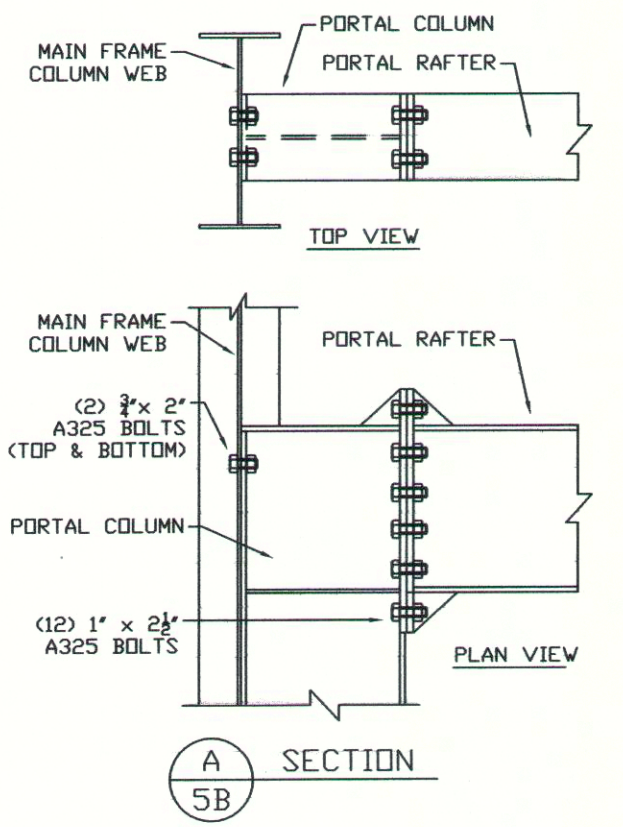 PORTAL COLUMN
MAIN FRAME
COLUMN WEB
PORTAL RAFTER
TOP VIEW
MAIN FRAME
COLUMN WEB
PORTAL RAFTER
(2) 3/4" x 2"
A325 BOLTS
(TOP & BOTTOM)
PORTAL COLUMN
(12) 1" x 2 1/2"
A325 BOLTS
PLAN VIEW
A
5B
SECTION